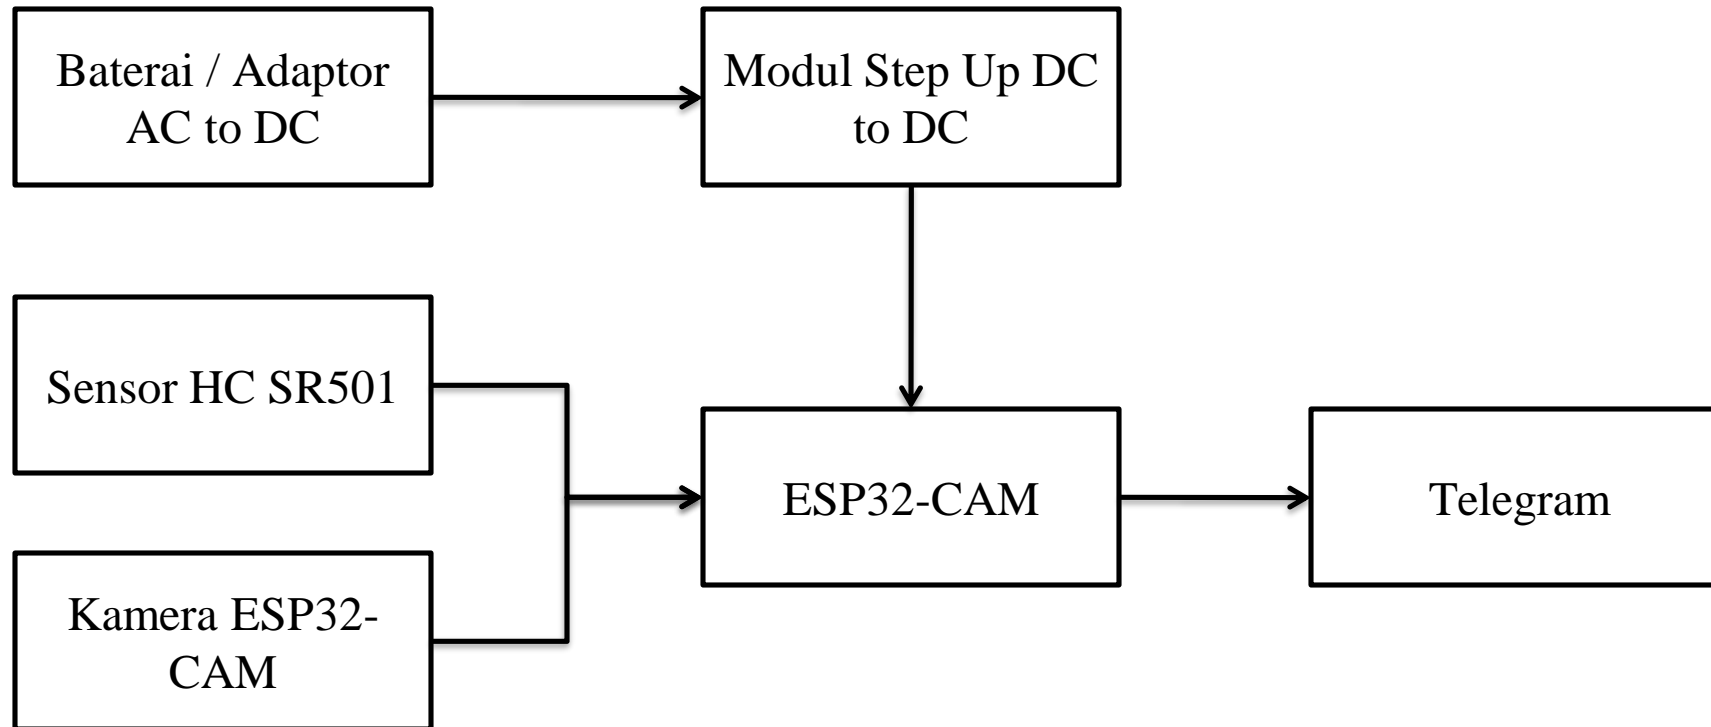 Baterai / Adaptor
AC to DC
Modul Step Up DC
to DC
Sensor HC SR501
ESP32-CAM
Telegram
Kamera ESP32-
CAM